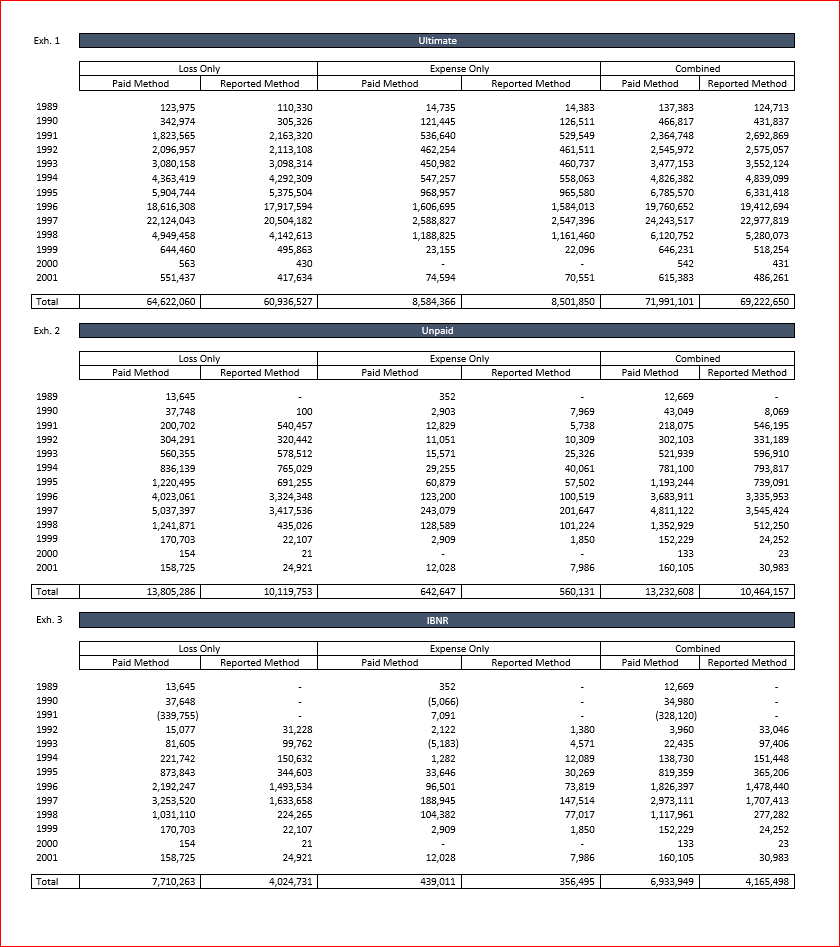 Exh. 1 Ultimate
Loss Only Expense Only Combined
Paid Method Reported Method Paid Method Reported Method Paid Method Reported Method
1989 123,975 110,330 14,735 14,383 137,383 124,713
1990 342,974 305,326 121,445 126,511 466,817 431,837
1991 1,823,565 2,163,320 536,640 529,549 2,364,748 2,692,869
1992 2,096,957 2,113,108 462,254 461,511 2,545,972 2,575,057
1993 3,080,158 3,098,314 450,982 460,737 3,477,153 3,552,124
1994 4,363,419 4,292,309 547,257 558,063 4,826,382 4,839,099
1995 5,904,744 5,375,504 968,957 965,580 6,785,570 6,331,418
1996 18,616,308 17,917,594 1,606,695 1,584,013 19,760,652 19,412,694
1997 22,124,043 20,504,182 2,588,827 2,547,396 24,243,517 22,977,819
1998 4,949,458 4,142,613 1,188,825 1,161,460 6,120,752 5,280,073
1999 644,460 495,863 23,155 22,096 646,231 518,254
2000 563 430 - - 542 431
2001 551,437 417,634 74,594 70,551 615,383 486,261
Total 64,622,060 60,936,527 8,584,366 8,501,850 71,991,101 69,222,650
Exh. 2 Unpaid
Loss Only Expense Only Combined
Paid Method Reported Method Paid Method Reported Method Paid Method Reported Method
1989 13,645 - 352 - 12,669 -
1990 37,748 100 2,903 7,969 43,049 8,069
1991 200,702 540,457 12,829 5,738 218,075 546,195
1992 304,291 320,442 11,051 10,309 302,103 331,189
1993 560,355 578,512 15,571 25,326 521,939 596,910
1994 836,139 765,029 29,255 40,061 781,100 793,817
1995 1,220,495 691,255 60,879 57,502 1,193,244 739,091
1996 4,023,061 3,324,348 123,200 100,519 3,683,911 3,335,953
1997 5,037,397 3,417,536 243,079 201,647 4,811,122 3,545,424
1998 1,241,871 435,026 128,589 101,224 1,352,929 512,250
1999 170,703 22,107 2,909 1,850 152,229 24,252
2000 154 21 - - 133 23
2001 158,725 24,921 12,028 7,986 160,105 30,983
Total 13,805,286 10,119,753 642,647 560,131 13,232,608 10,464,157
Exh. 3 IBNR
Loss Only Expense Only Combined
Paid Method Reported Method Paid Method Reported Method Paid Method Reported Method
1989 13,645 - 352 - 12,669 -
1990 37,648 - (5,066) - 34,980 -
1991 (339,755) - 7,091 - (328,120) -
1992 15,077 31,228 2,122 1,380 3,960 33,046
1993 81,605 99,762 (5,183) 4,571 22,435 97,406
1994 221,742 150,632 1,282 12,089 138,730 151,448
1995 873,843 344,603 33,646 30,269 819,359 365,206
1996 2,192,247 1,493,534 96,501 73,819 1,826,397 1,478,440
1997 3,253,520 1,633,658 188,945 147,514 2,973,111 1,707,413
1998 1,031,110 224,265 104,382 77,017 1,117,961 277,282
1999 170,703 22,107 2,909 1,850 152,229 24,252
2000 154 21 - - 133 23
2001 158,725 24,921 12,028 7,986 160,105 30,983
Total 7,710,263 4,024,731 439,011 356,495 6,933,949 4,165,498